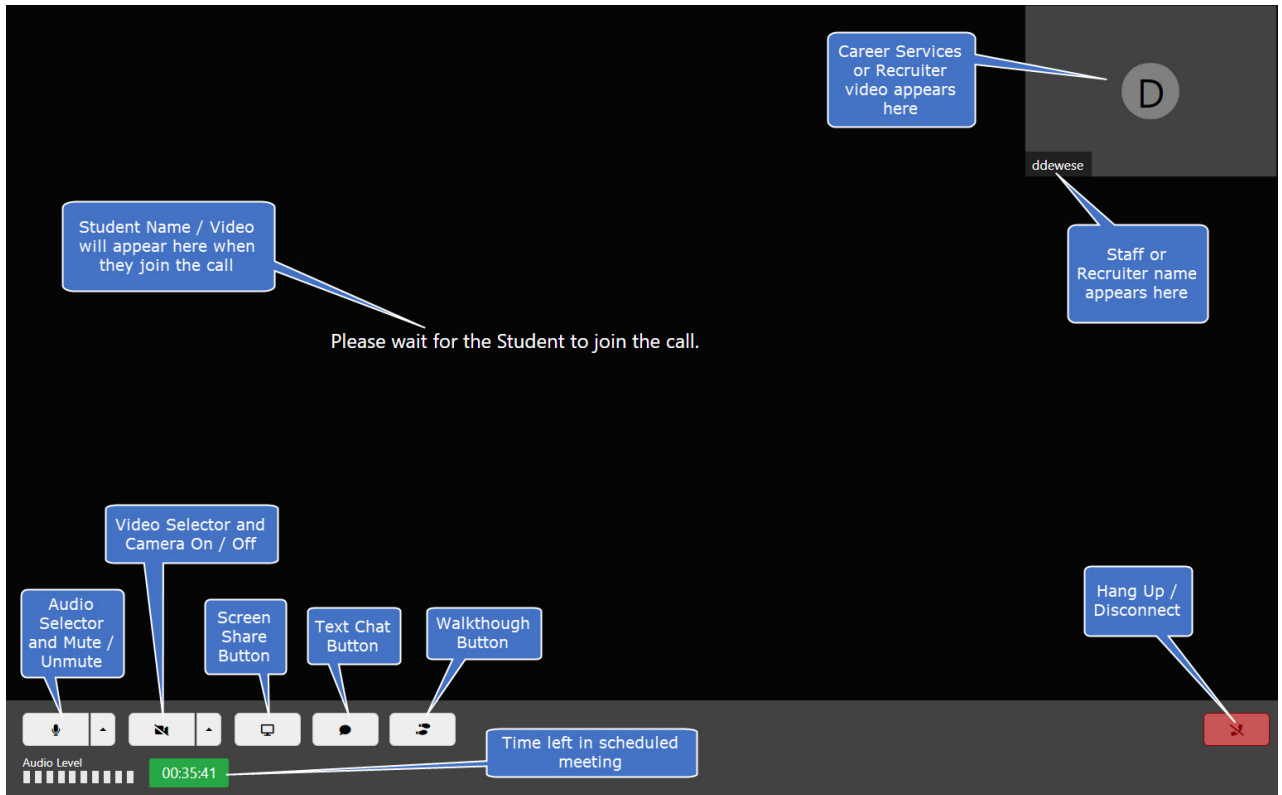 Career Services
or Recruiter
video appears
here
D
ddewese
Student Name / Video
will appear here when
they join the call
Staff or
Recruiter name
appears here
Please wait for the Student to join the call.
Video Selector and
Camera On / Off
Audio
Selector
and Mute /
Unmute
Screen
Share
Button
Text Chat
Button
Walkthough
Button
Hang Up /
Disconnect
Time left in scheduled
meeting
Audio Level
00:35:41